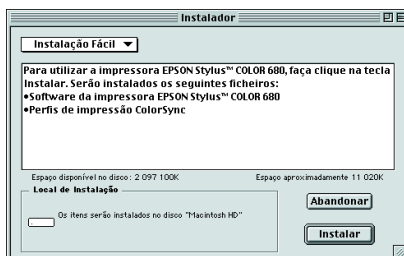 Instalador
Instalação Fácil
Para utilizar a impressora EPSON Stylus™ COLOR 680, faça clique na tecla
Instalar. Serão instalados os seguintes ficheiros:
•Software da impressora EPSON Stylus™ COLOR 680
•Perfis de impressão ColorSync
Espaço disponível no disco: 2 097 100K Espaço aproximadamente 11 020K
Local de Instalação
Os itens serão instalados no disco "Macintosh HD"
Abandonar
Instalar